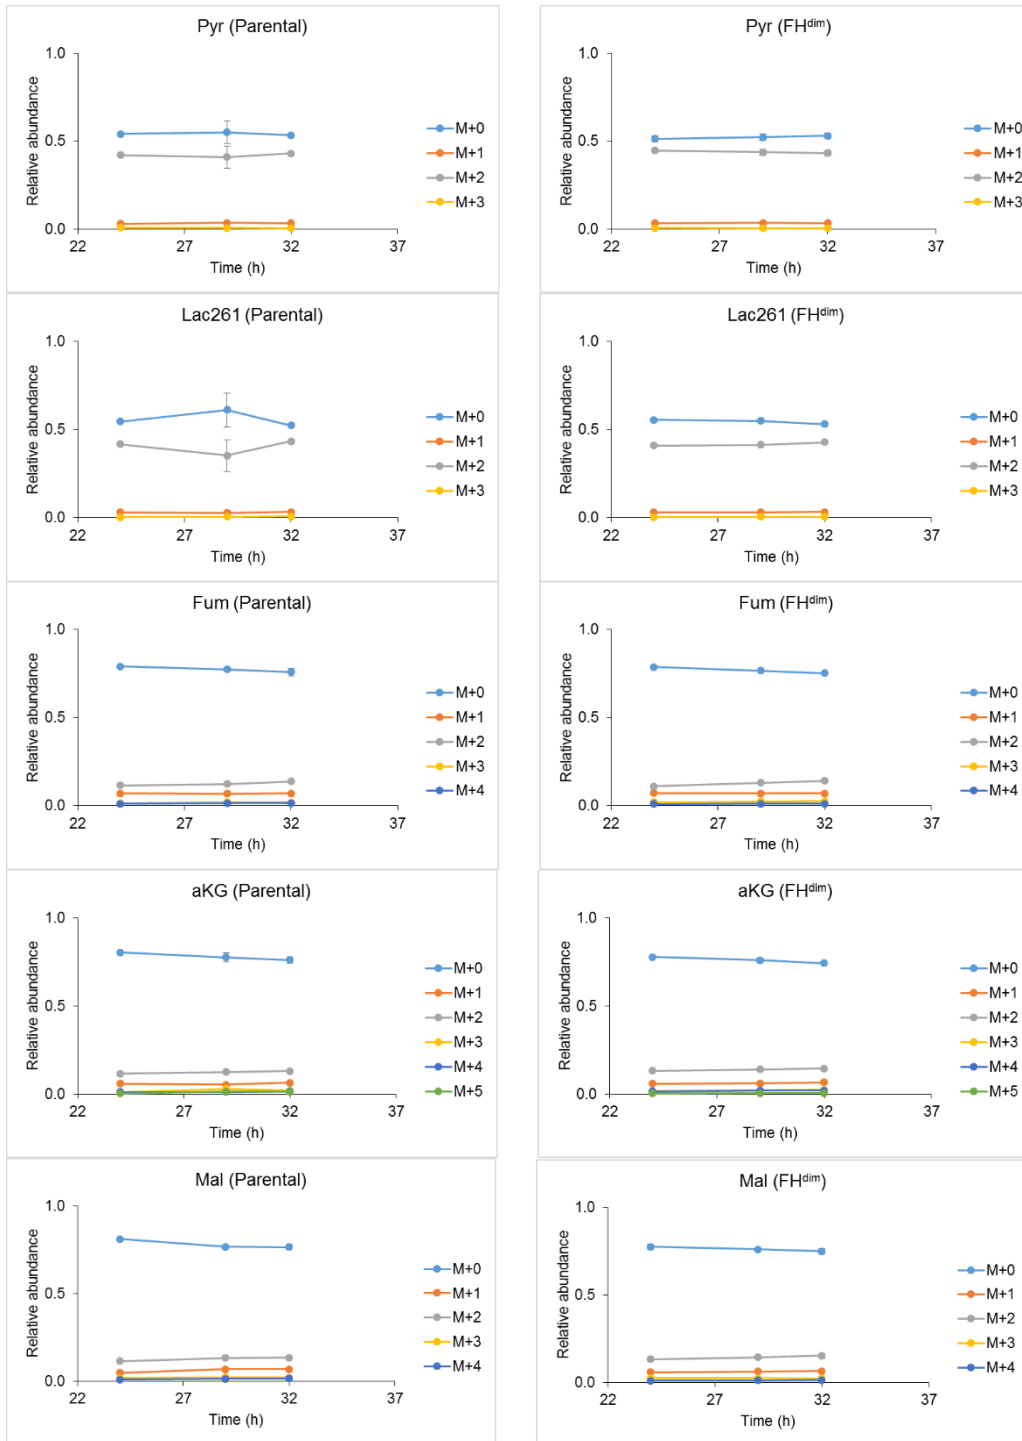 Pyr (Parental)
1.0
0.5
0.0
22 27 32 37
Relative abundance
Time (h)
M+0
M+1
M+2
M+3
Pyr (FHdim)
1.0
0.5
0.0
22 27 32 37
Relative abundance
Time (h)
M+0
M+1
M+2
M+3
Lac261 (Parental)
1.0
0.5
0.0
22 27 32 37
Relative abundance
Time (h)
M+0
M+1
M+2
M+3
Lac261 (FHdim)
1.0
0.5
0.0
22 27 32 37
Relative abundance
Time (h)
M+0
M+1
M+2
M+3
Fum (Parental)
1.0
0.5
0.0
22 27 32 37
Relative abundance
Time (h)
M+0
M+1
M+2
M+3
M+4
Fum (FHdim)
1.0
0.5
0.0
22 27 32 37
Relative abundance
Time (h)
M+0
M+1
M+2
M+3
M+4
aKG (Parental)
1.0
0.5
0.0
22 27 32 37
Relative abundance
Time (h)
M+0
M+1
M+2
M+3
M+4
M+5
aKG (FHdim)
1.0
0.5
0.0
22 27 32 37
Relative abundance
Time (h)
M+0
M+1
M+2
M+3
M+4
M+5
Mal (Parental)
1.0
0.5
0.0
22 27 32 37
Relative abundance
Time (h)
M+0
M+1
M+2
M+3
M+4
Mal (FHdim)
1.0
0.5
0.0
22 27 32 37
Relative abundance
Time (h)
M+0
M+1
M+2
M+3
M+4